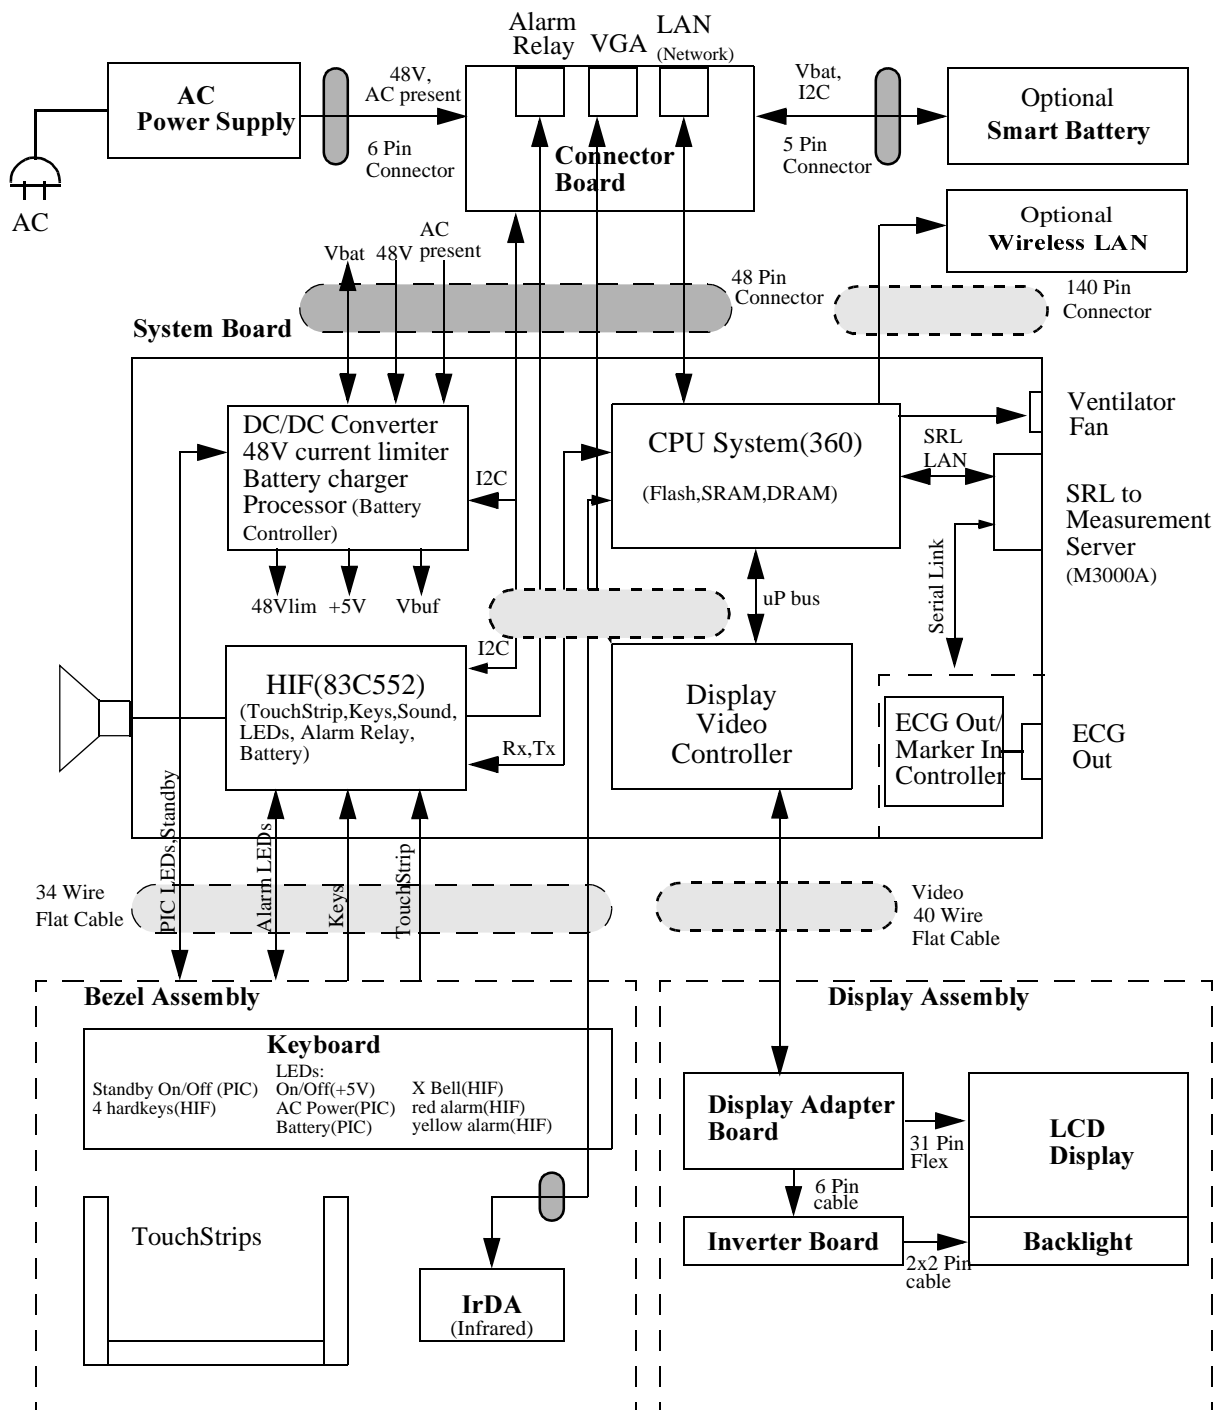 Alarm
Relay
VGA
LAN
(Network)
AC
Power Supply
48V,
AC present
6 Pin
Connector
Connector
Board
Vbat,
I2C
5 Pin
Connector
Optional
Smart Battery
AC
Optional
Wireless LAN
Vbat
48V
AC
present
48 Pin
Connector
140 Pin
Connector
System Board
DC/DC Converter
48V current limiter
Battery charger
Processor (Battery
Controller)
I2C
CPU System(360)
(Flash,SRAM,DRAM)
SRL
LAN
Ventilator
Fan
SRL to
Measurement
Server
(M3000A)
Serial Link
48Vlim
+5V
Vbuf
uP bus
I2C
HIF(83C552)
(TouchStrip,Keys,Sound,
LEDs, Alarm Relay,
Battery)
Rx,Tx
Display
Video
Controller
ECG Out/
Marker In
Controller
ECG
Out
PIC LEDs,Standby
Alarm LEDs
Keys
TouchStrip
34 Wire
Flat Cable
Video
40 Wire
Flat Cable
Bezel Assembly
Display Assembly
Keyboard
Standby On/Off (PIC)
4 hardkeys(HIF)
LEDs:
On/Off(+5V)
AC Power(PIC)
Battery(PIC)
X Bell(HIF)
red alarm(HIF)
yellow alarm(HIF)
Display Adapter
Board
31 Pin
Flex
LCD
Display
6 Pin
cable
TouchStrips
Inverter Board
2x2 Pin
cable
Backlight
IrDA
(Infrared)